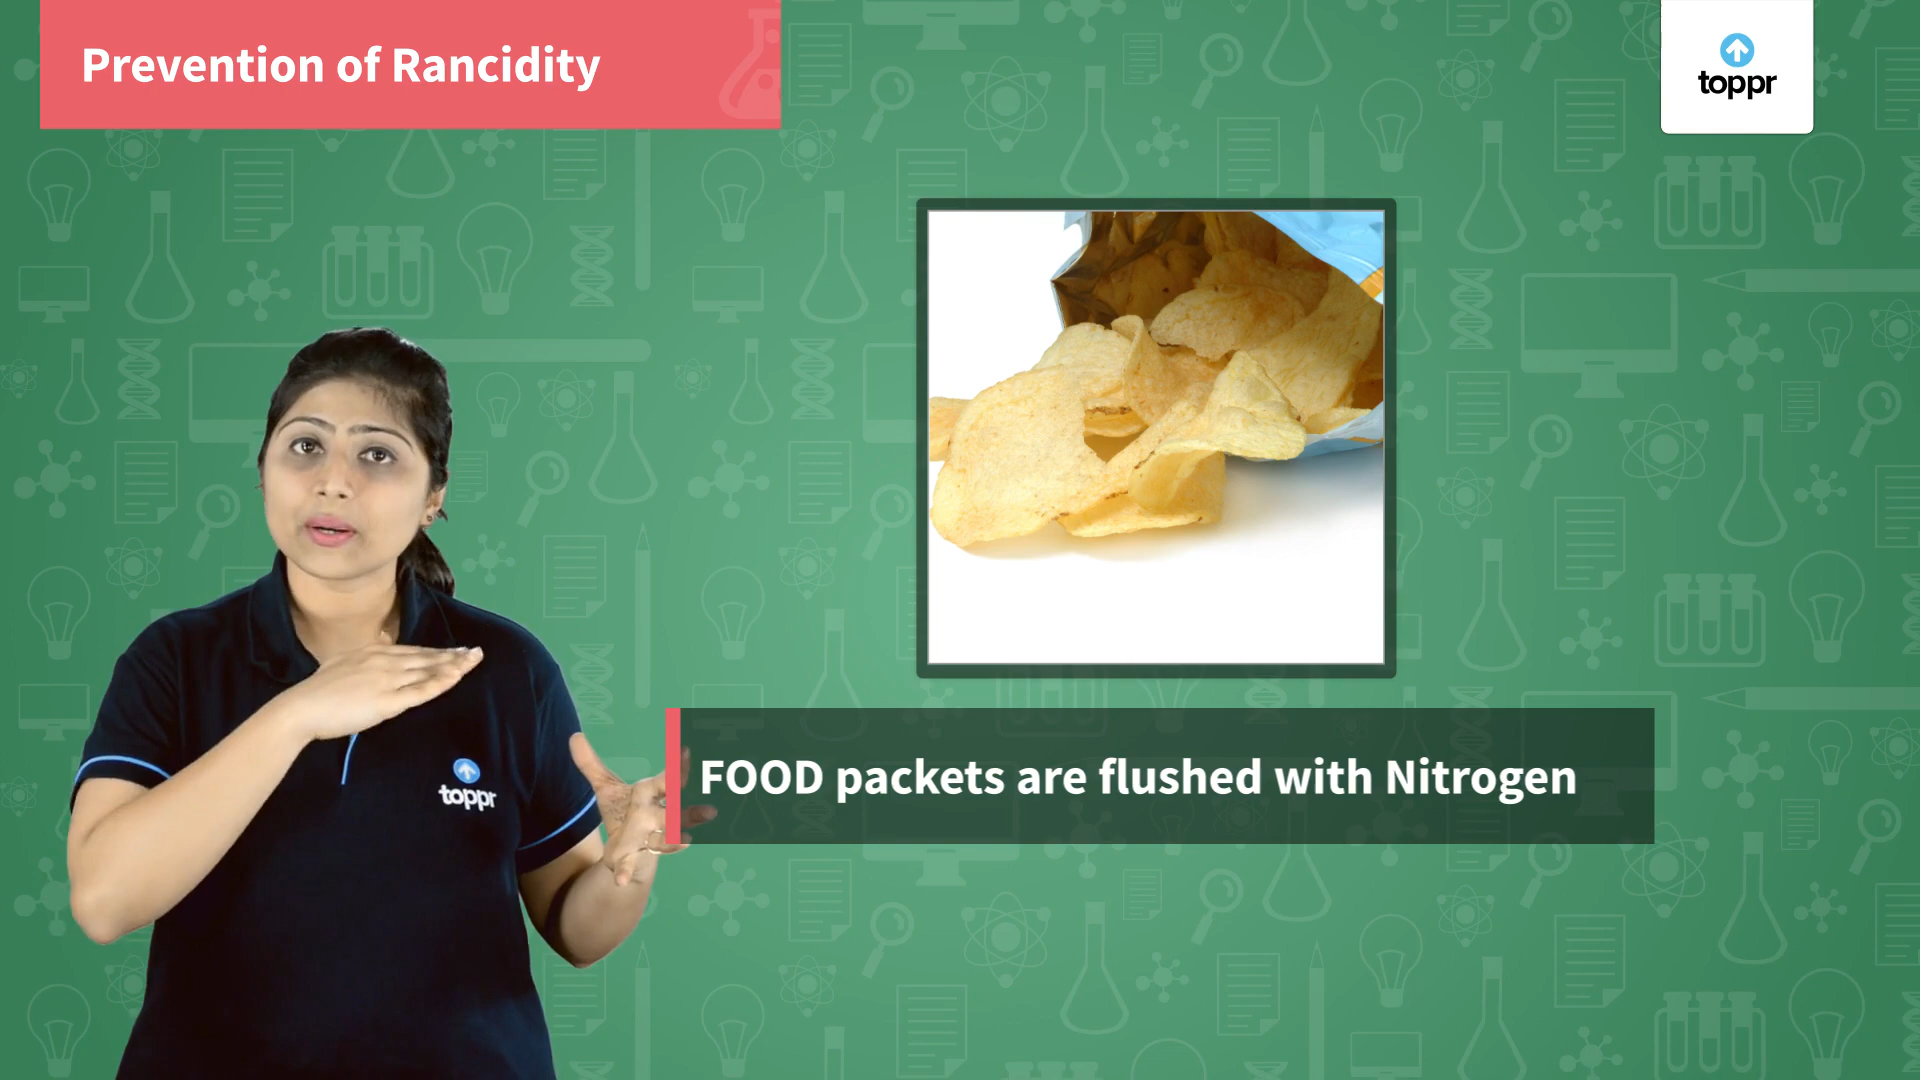 Prevention of Rancidity
toppr
toppr
FOOD packets are flushed with Nitrogen